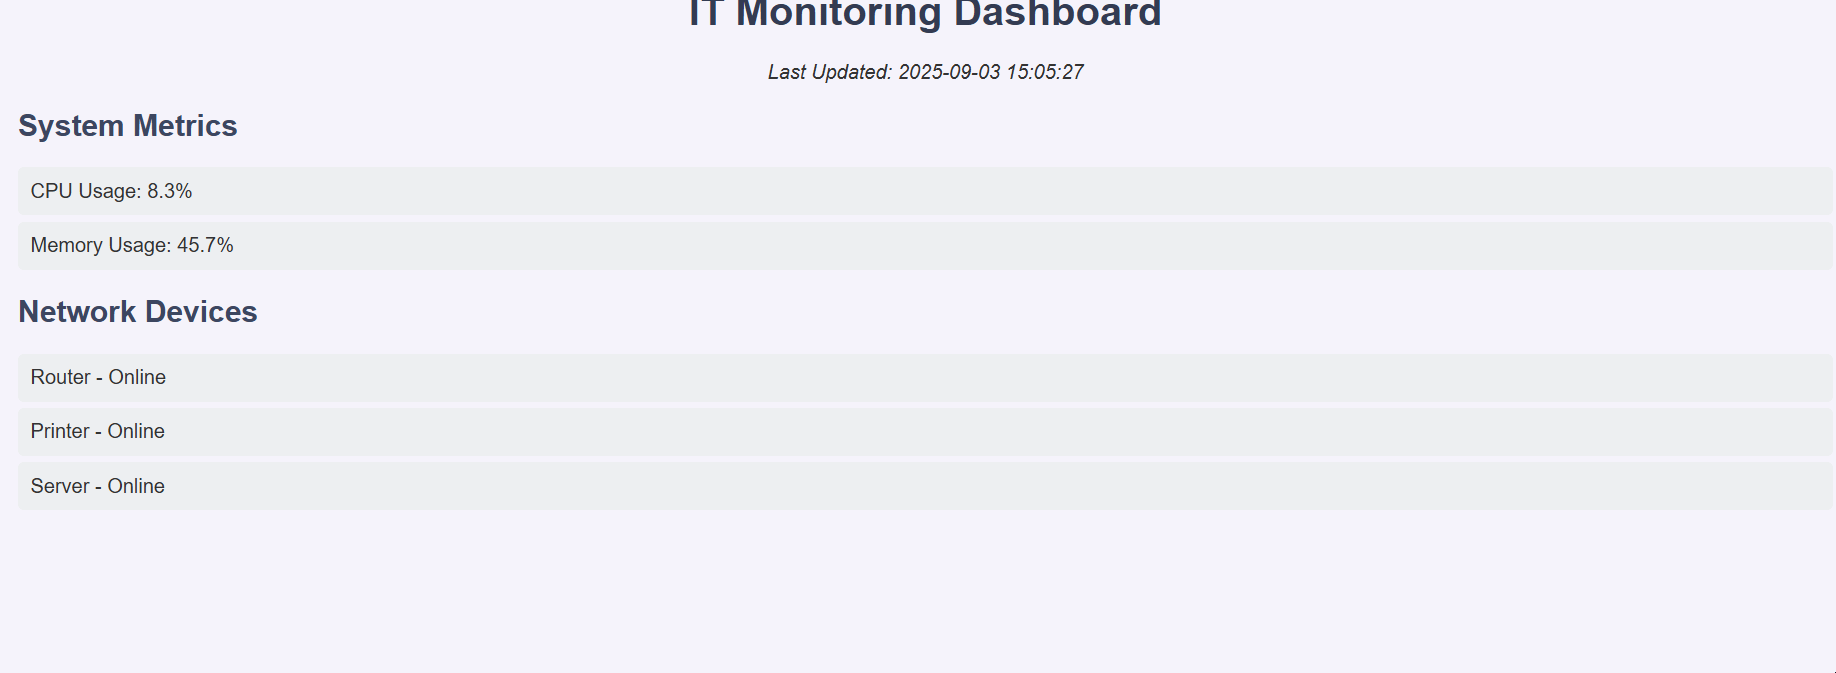 IT Monitoring Dashboard
Last Updated: 2025-09-03 15:05:27
System Metrics
CPU Usage: 8.3%
Memory Usage: 45.7%
Network Devices
Router - Online
Printer - Online
Server - Online